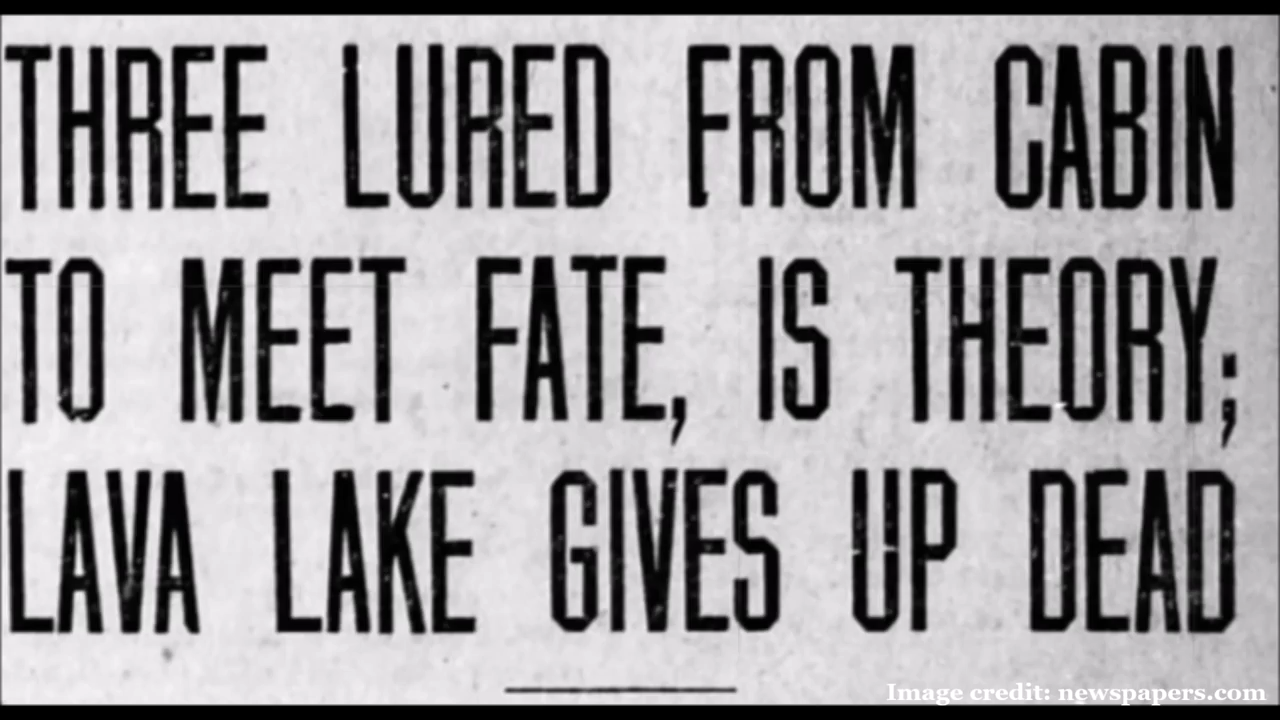 THREE LURED FROM CABIN
TO MEET FATE, IS THEORY;
LAVA LAKE GIVES UP DEAD
Image credit: newspapers.com